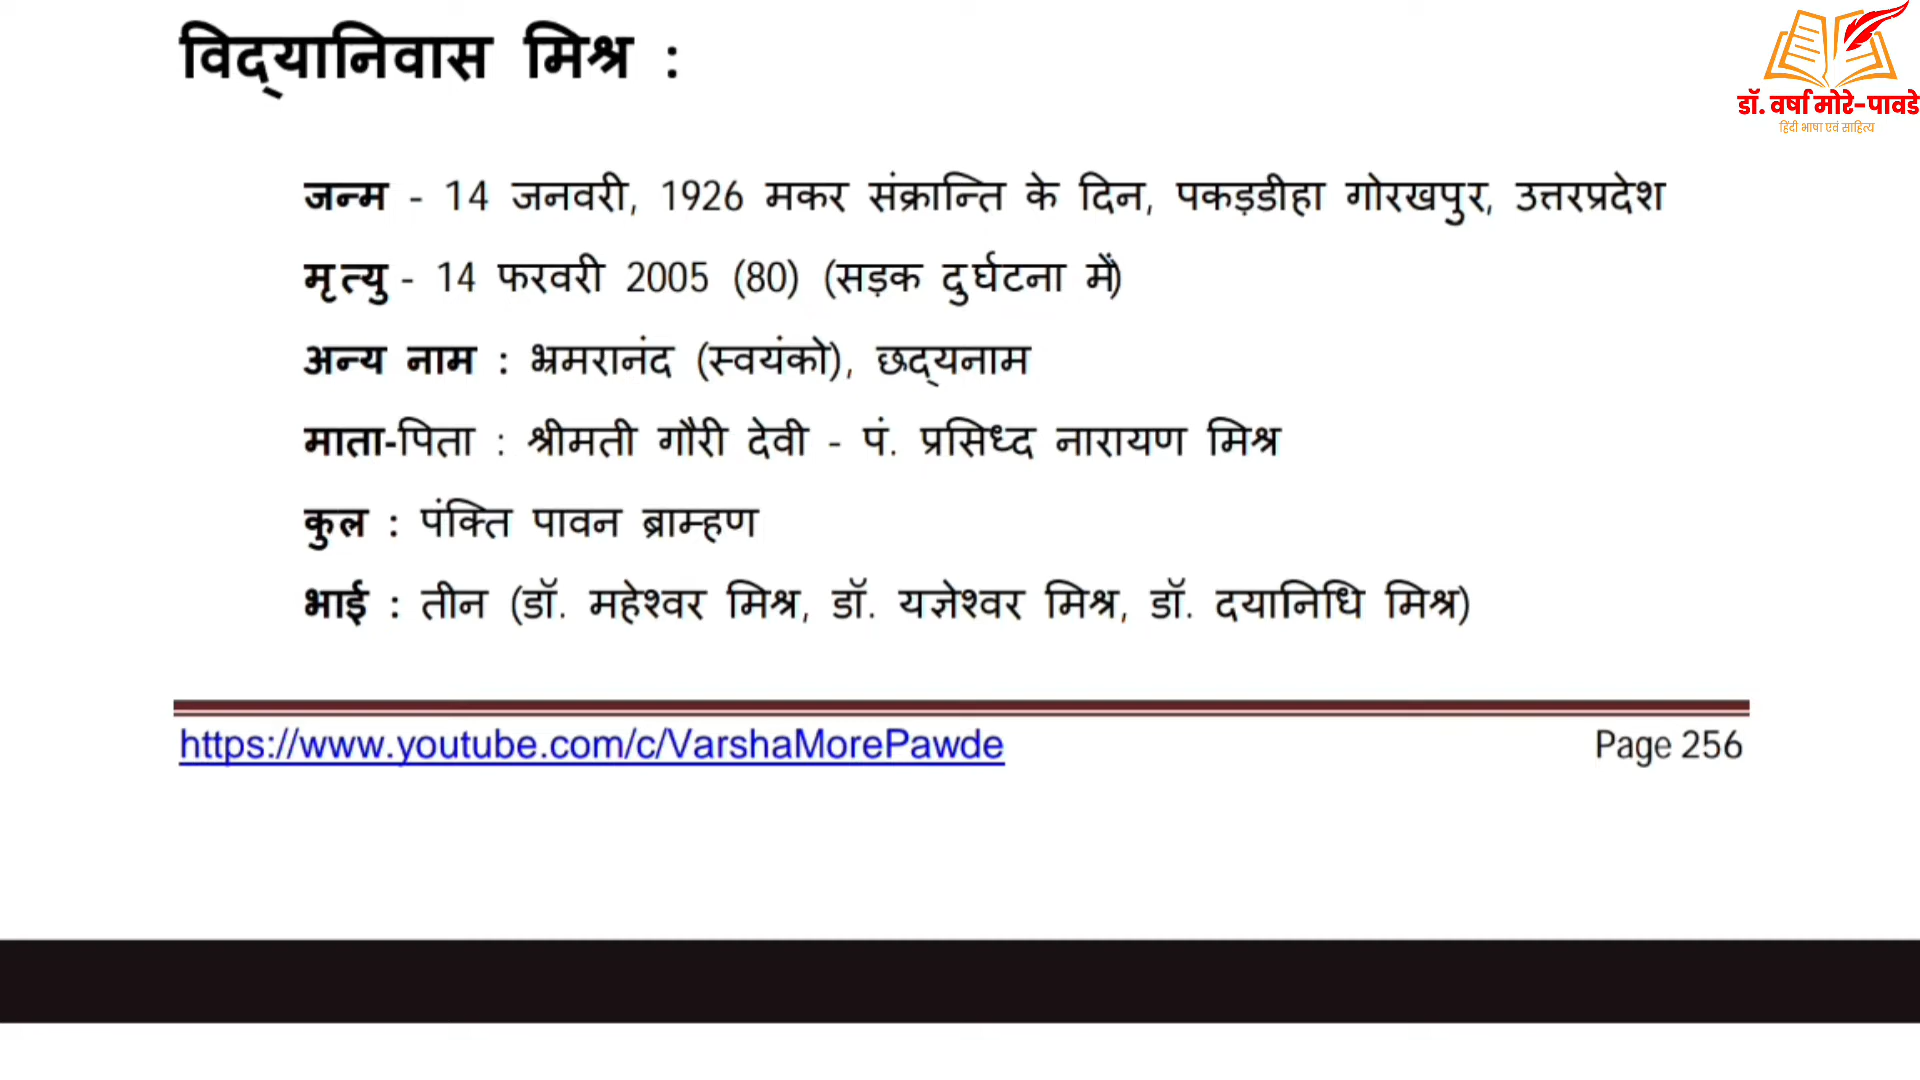 विद्‌यानिवास मिश्र :
डॉ. वर्षा मोरे-पावडे
हिंदी भाषा एवं साहित्य
जन्म - 14 जनवरी, 1926 मकर संक्रान्ति के दिन, पकड़डीहा गोरखपुर, उत्तरप्रदेश
मृत्यु - 14 फरवरी 2005 (80) (सड़क दुर्घटना में)
अन्य नाम : भ्रमरानंद (स्वयंको), छद्‌यनाम
माता-पिता : श्रीमती गौरी देवी - पं. प्रसिध्द नारायण मिश्र
कुल : पंक्ति पावन ब्राम्हण
भाई : तीन (डॉ. महेश्वर मिश्र, डॉ. यज्ञेश्वर मिश्र, डॉ. दयानिधि मिश्र)
https://www.youtube.com/c/VarshaMorePawde Page 256